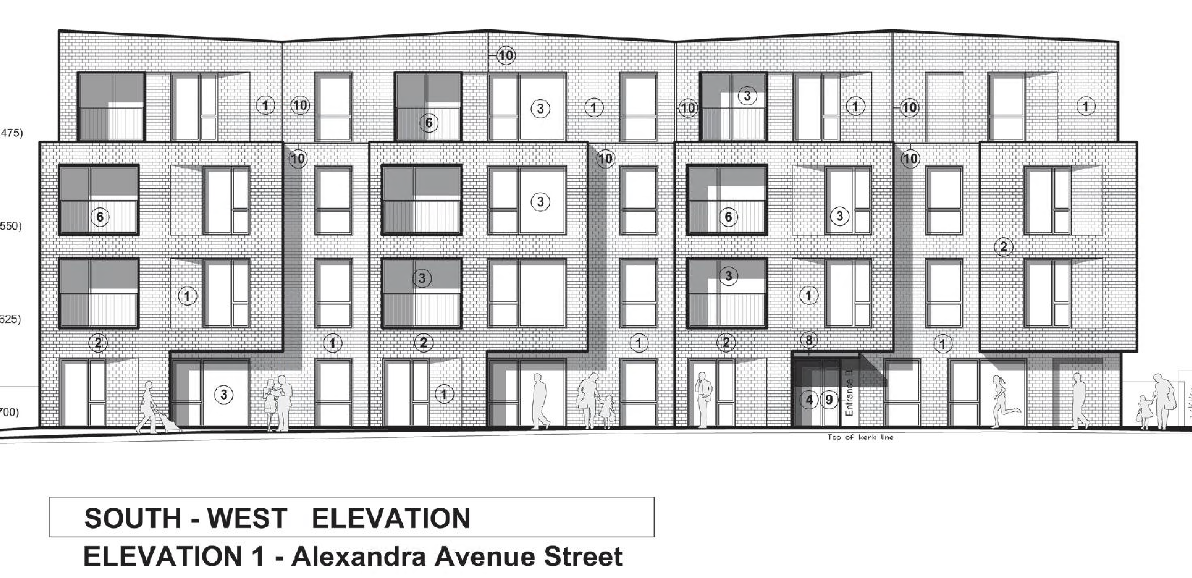 10
1 10 3 1 10 3 1 10 1
6
475)
10 10 10
3
6 6 3
550)
2
3 3
1 1
625)
8
2 1 2 1 2 1
3 1 4 9 Entrance B
700)
Top of kerb line
SOUTH - WEST ELEVATION
ELEVATION 1 - Alexandra Avenue Street